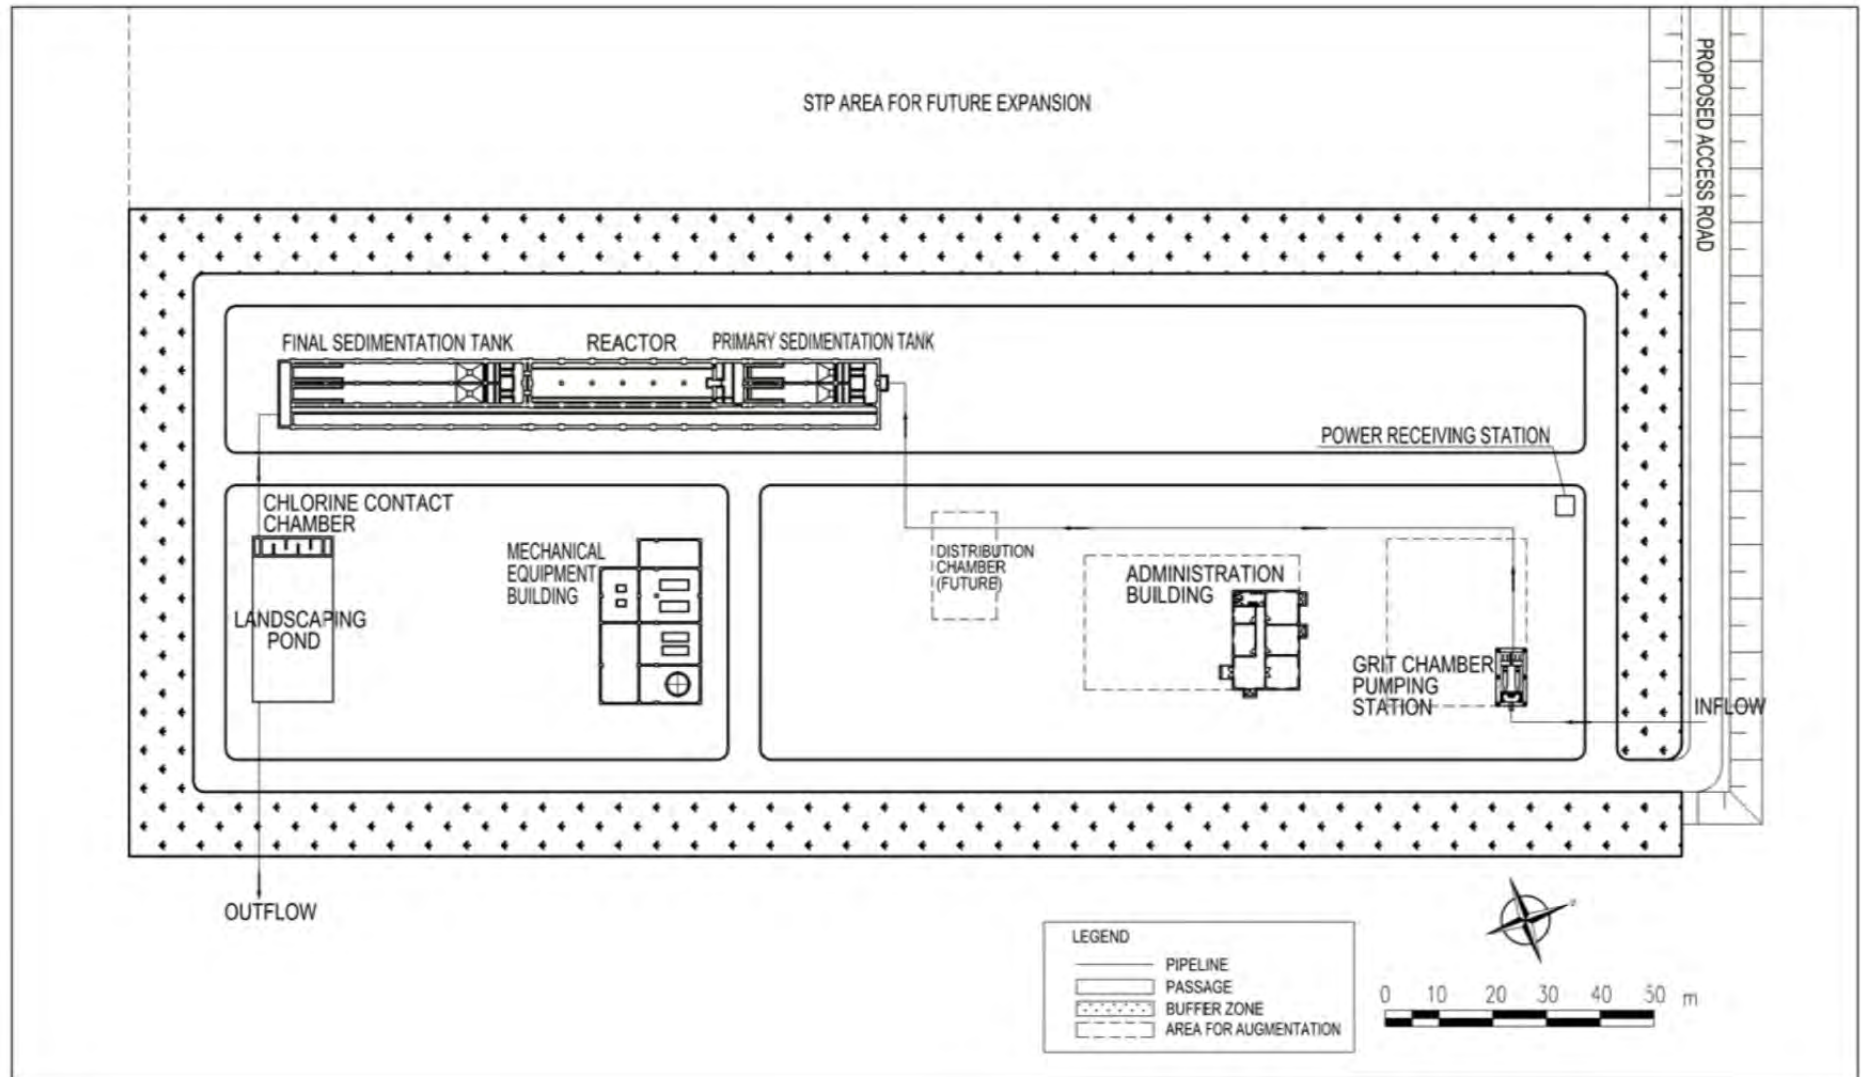 STP AREA FOR FUTURE EXPANSION
PROPOSED ACCESS ROAD
FINAL SEDIMENTATION TANK
REACTOR
PRIMARY SEDIMENTATION TANK
POWER RECEIVING STATION
CHLORINE CONTACT
CHAMBER
MECHANICAL
EQUIPMENT
BUILDING
DISTRIBUTION
CHAMBER
(FUTURE)
ADMINISTRATION
BUILDING
LANDSCAPING
POND
GRIT CHAMBER
PUMPING
STATION
INFLOW
OUTFLOW
LEGEND
PIPELINE
PASSAGE
BUFFER ZONE
AREA FOR AUGMENTATION
0 10 20 30 40 50 m